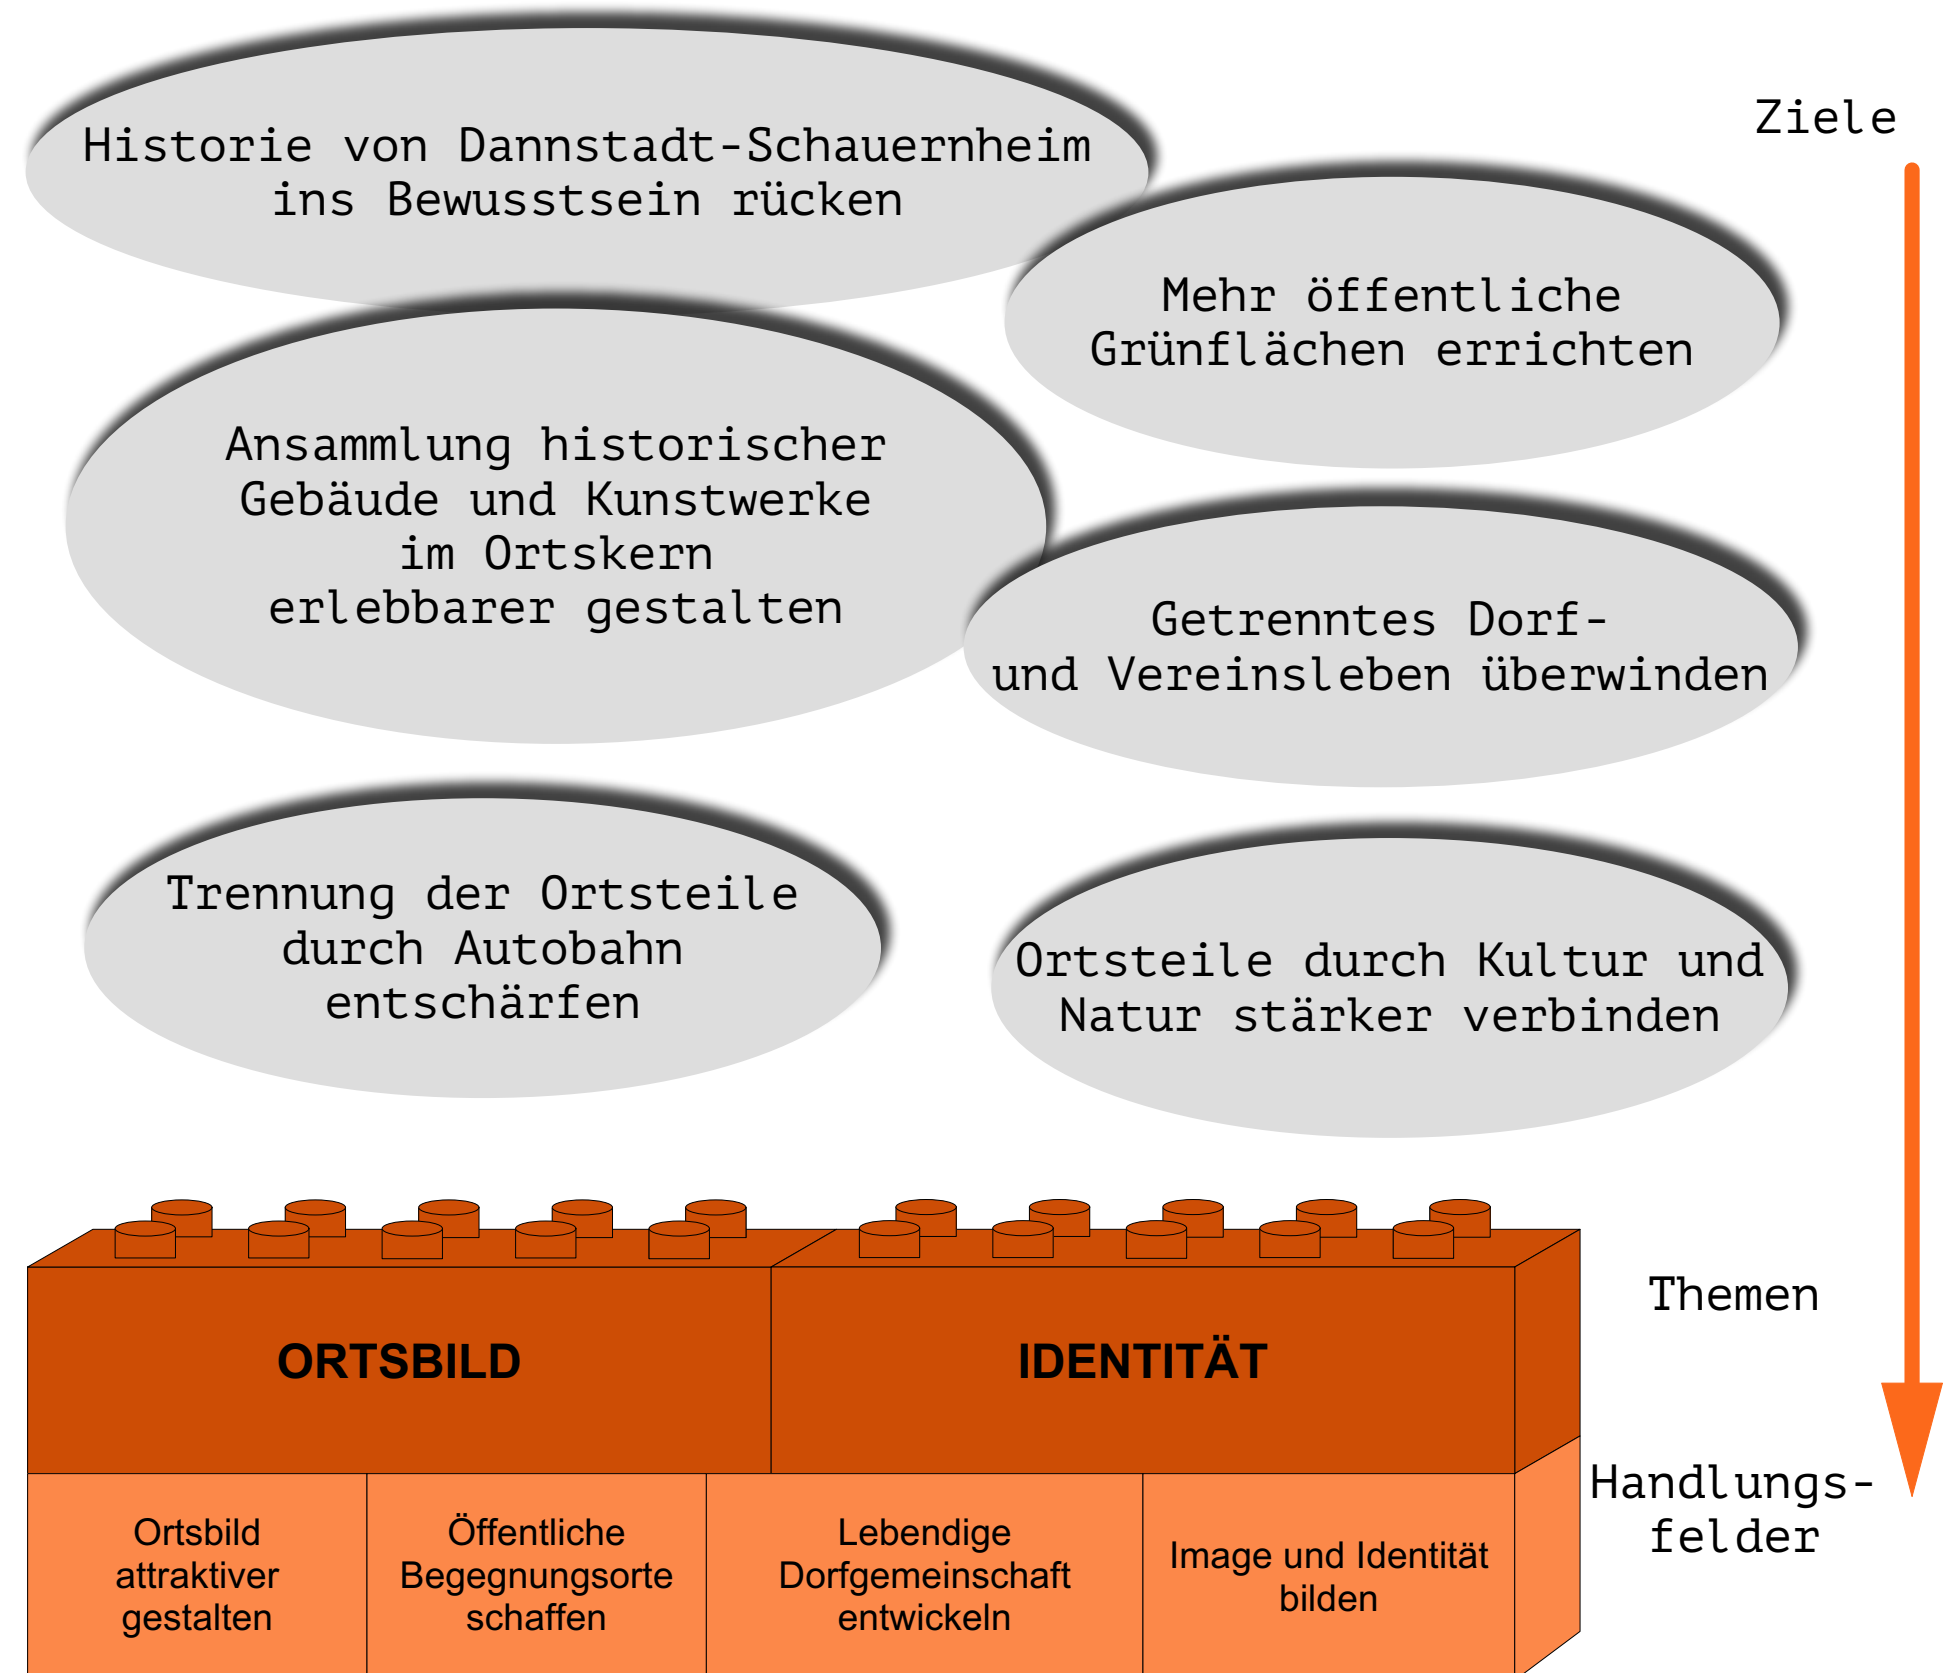 Ziele
Historie von Dannstadt-Schauernheim
ins Bewusstsein rücken
Mehr öffentliche
Grünflächen errichten
Ansammlung historischer
Gebäude und Kunstwerke
im Ortskern
erlebbarer gestalten
Getrenntes Dorf-
und Vereinsleben überwinden
Trennung der Ortsteile
durch Autobahn
entschärfen
Ortsteile durch Kultur und
Natur stärker verbinden
Themen
ORTSBILD
IDENTITÄT
Handlungs-
felder
Ortsbild
attraktiver
gestalten
Öffentliche
Begegnungsorte
schaffen
Lebendige
Dorfgemeinschaft
entwickeln
Image und Identität
bilden